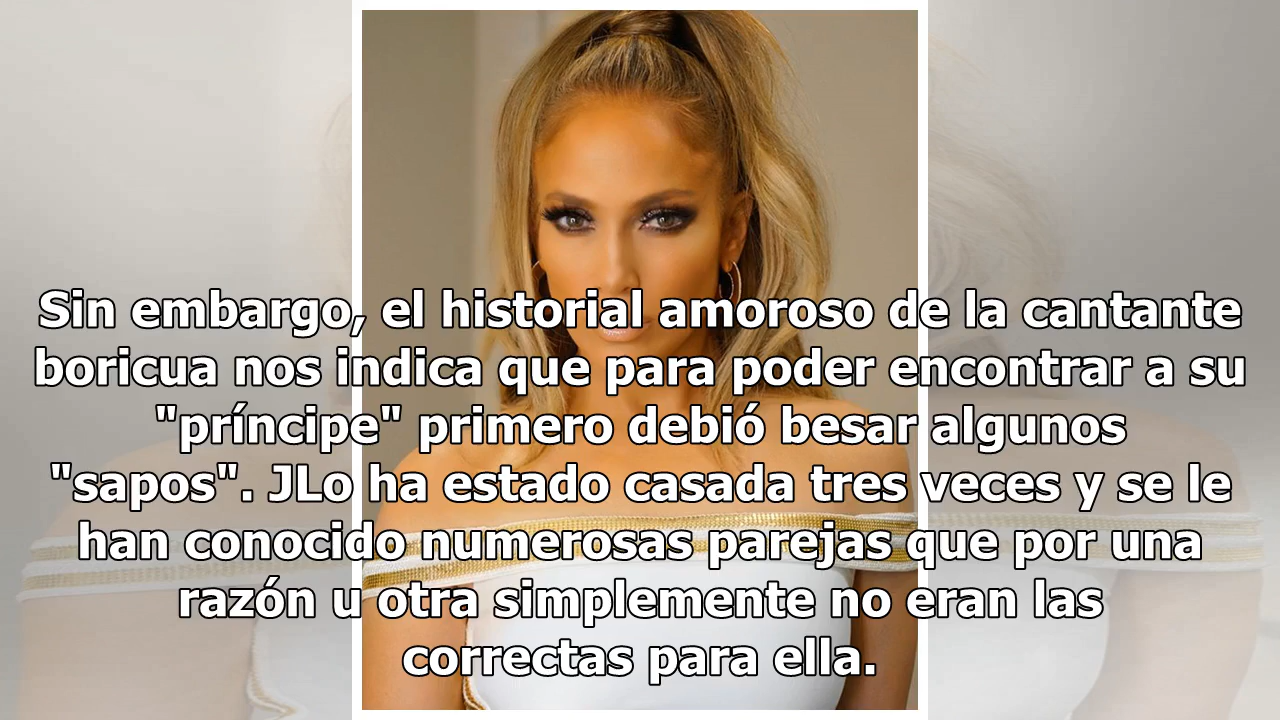 Sin embargo, el historial amoroso de la cantante
boricua nos indica que para poder encontrar a su
"príncipe" primero debió besar algunos
"sapos". JLo ha estado casada tres veces y se le
han conocido numerosas parejas que por una
razón u otra simplemente no eran las
correctas para ella.